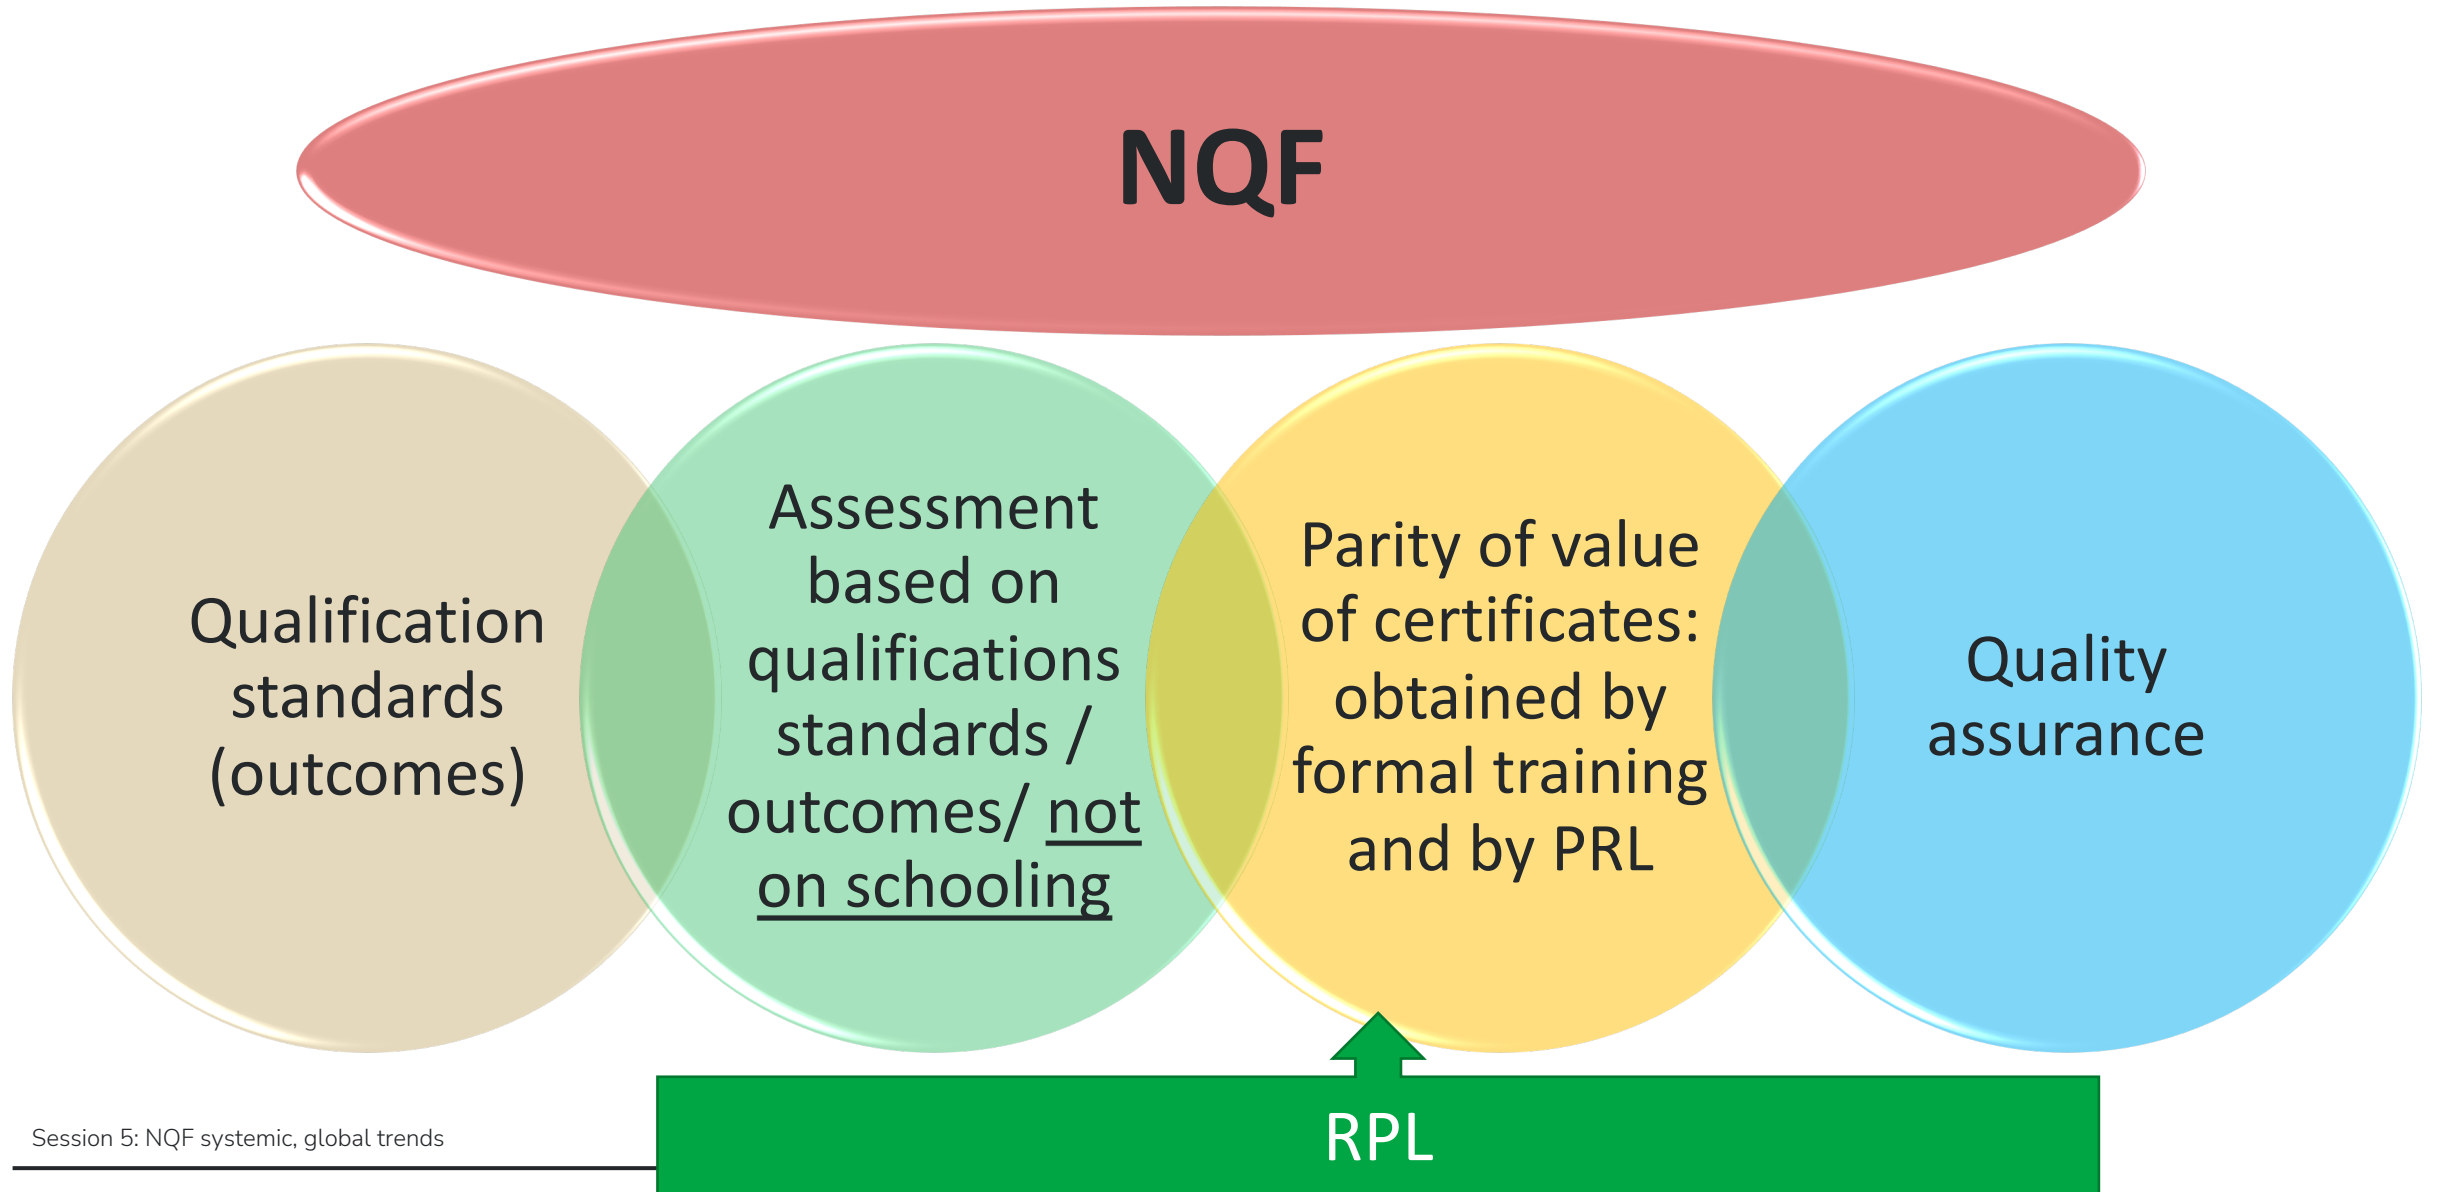 NQF
Qualification
standards
(outcomes)
Assessment
based on
qualifications
standards /
outcomes/ not
on schooling
Parity of value
of certificates:
obtained by
formal training
and by PRL
Quality
assurance
RPL
Session 5: NQF systemic, global trends